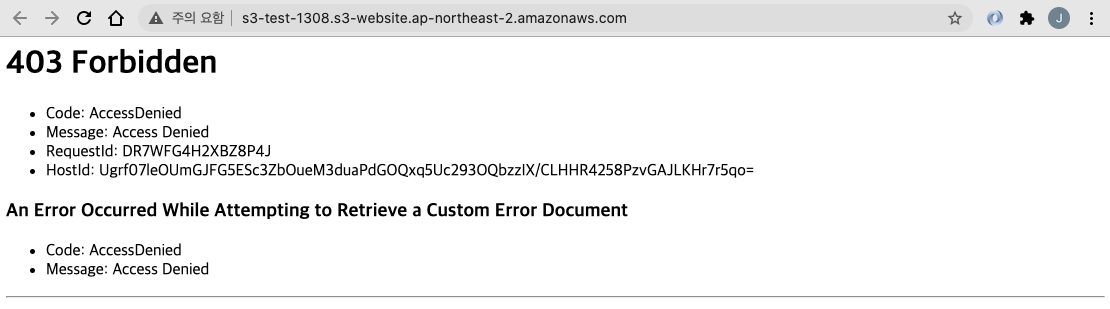 주의 요함 s3-test-1308.s3-website.ap-northeast-2.amazonaws.com J
403 Forbidden
Code: AccessDenied
Message: Access Denied
RequestId: DR7WFG4H2XBZ8P4J
HostId: Ugrf07leOUmGJFG5ESc3ZbOueM3duaPdGOQxq5Uc293OQbzzIX/CLHHR4258PzvGAJLKHr7r5qo=
An Error Occurred While Attempting to Retrieve a Custom Error Document
Code: AccessDenied
Message: Access Denied